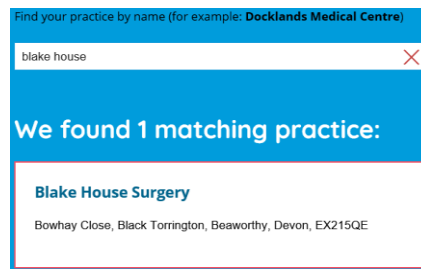 Find your practice by name (for example: Docklands Medical Centre)
blake house
We found 1 matching practice:
Blake House Surgery
Bowhay Close, Black Torrington, Beaworthy, Devon, EX215QE